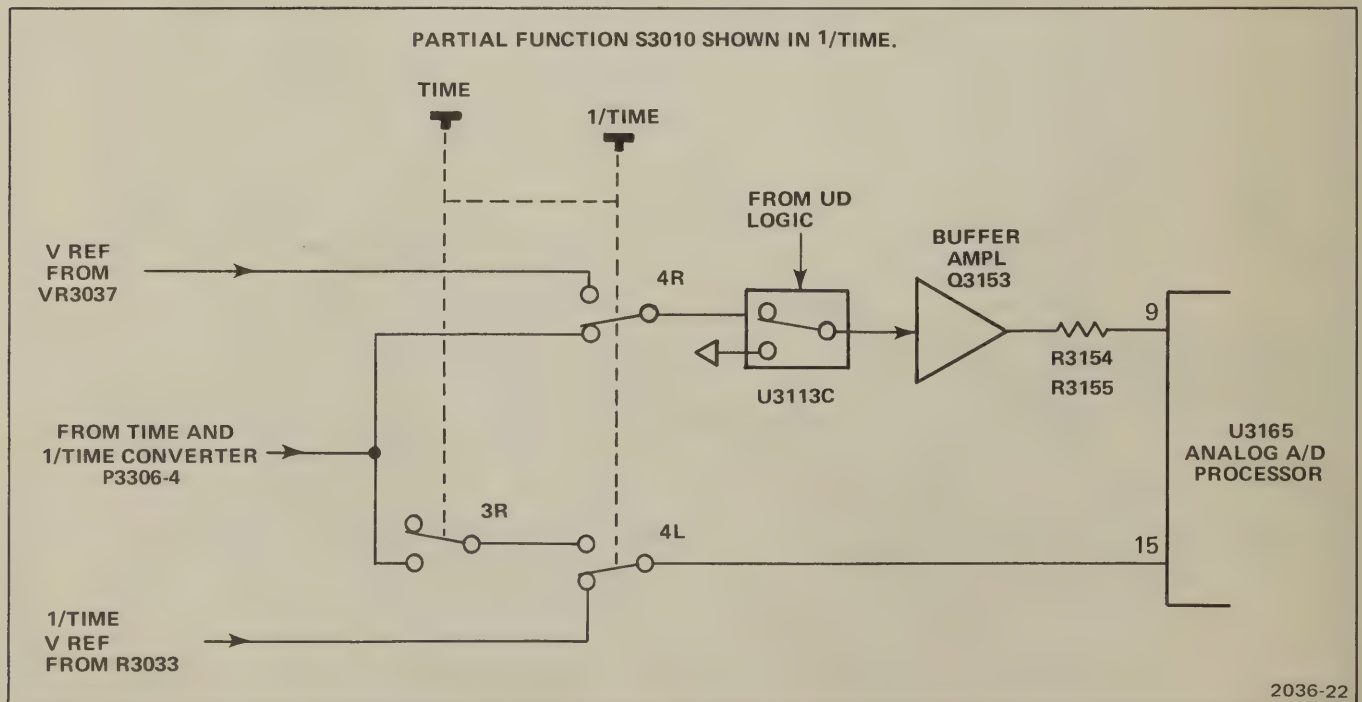 PARTIAL FUNCTION S3010 SHOWN IN 1/TIME.
TIME
1/TIME
FROM UD
LOGIC
BUFFER
AMPL
Q3153
V REF
FROM
VR3037
4R
9
R3154
R3155
U3113C
FROM TIME AND
1/TIME CONVERTER
P3306-4
U3165
ANALOG A/D
PROCESSOR
3R
4L
15
1/TIME
V REF
FROM R3033
2036-22